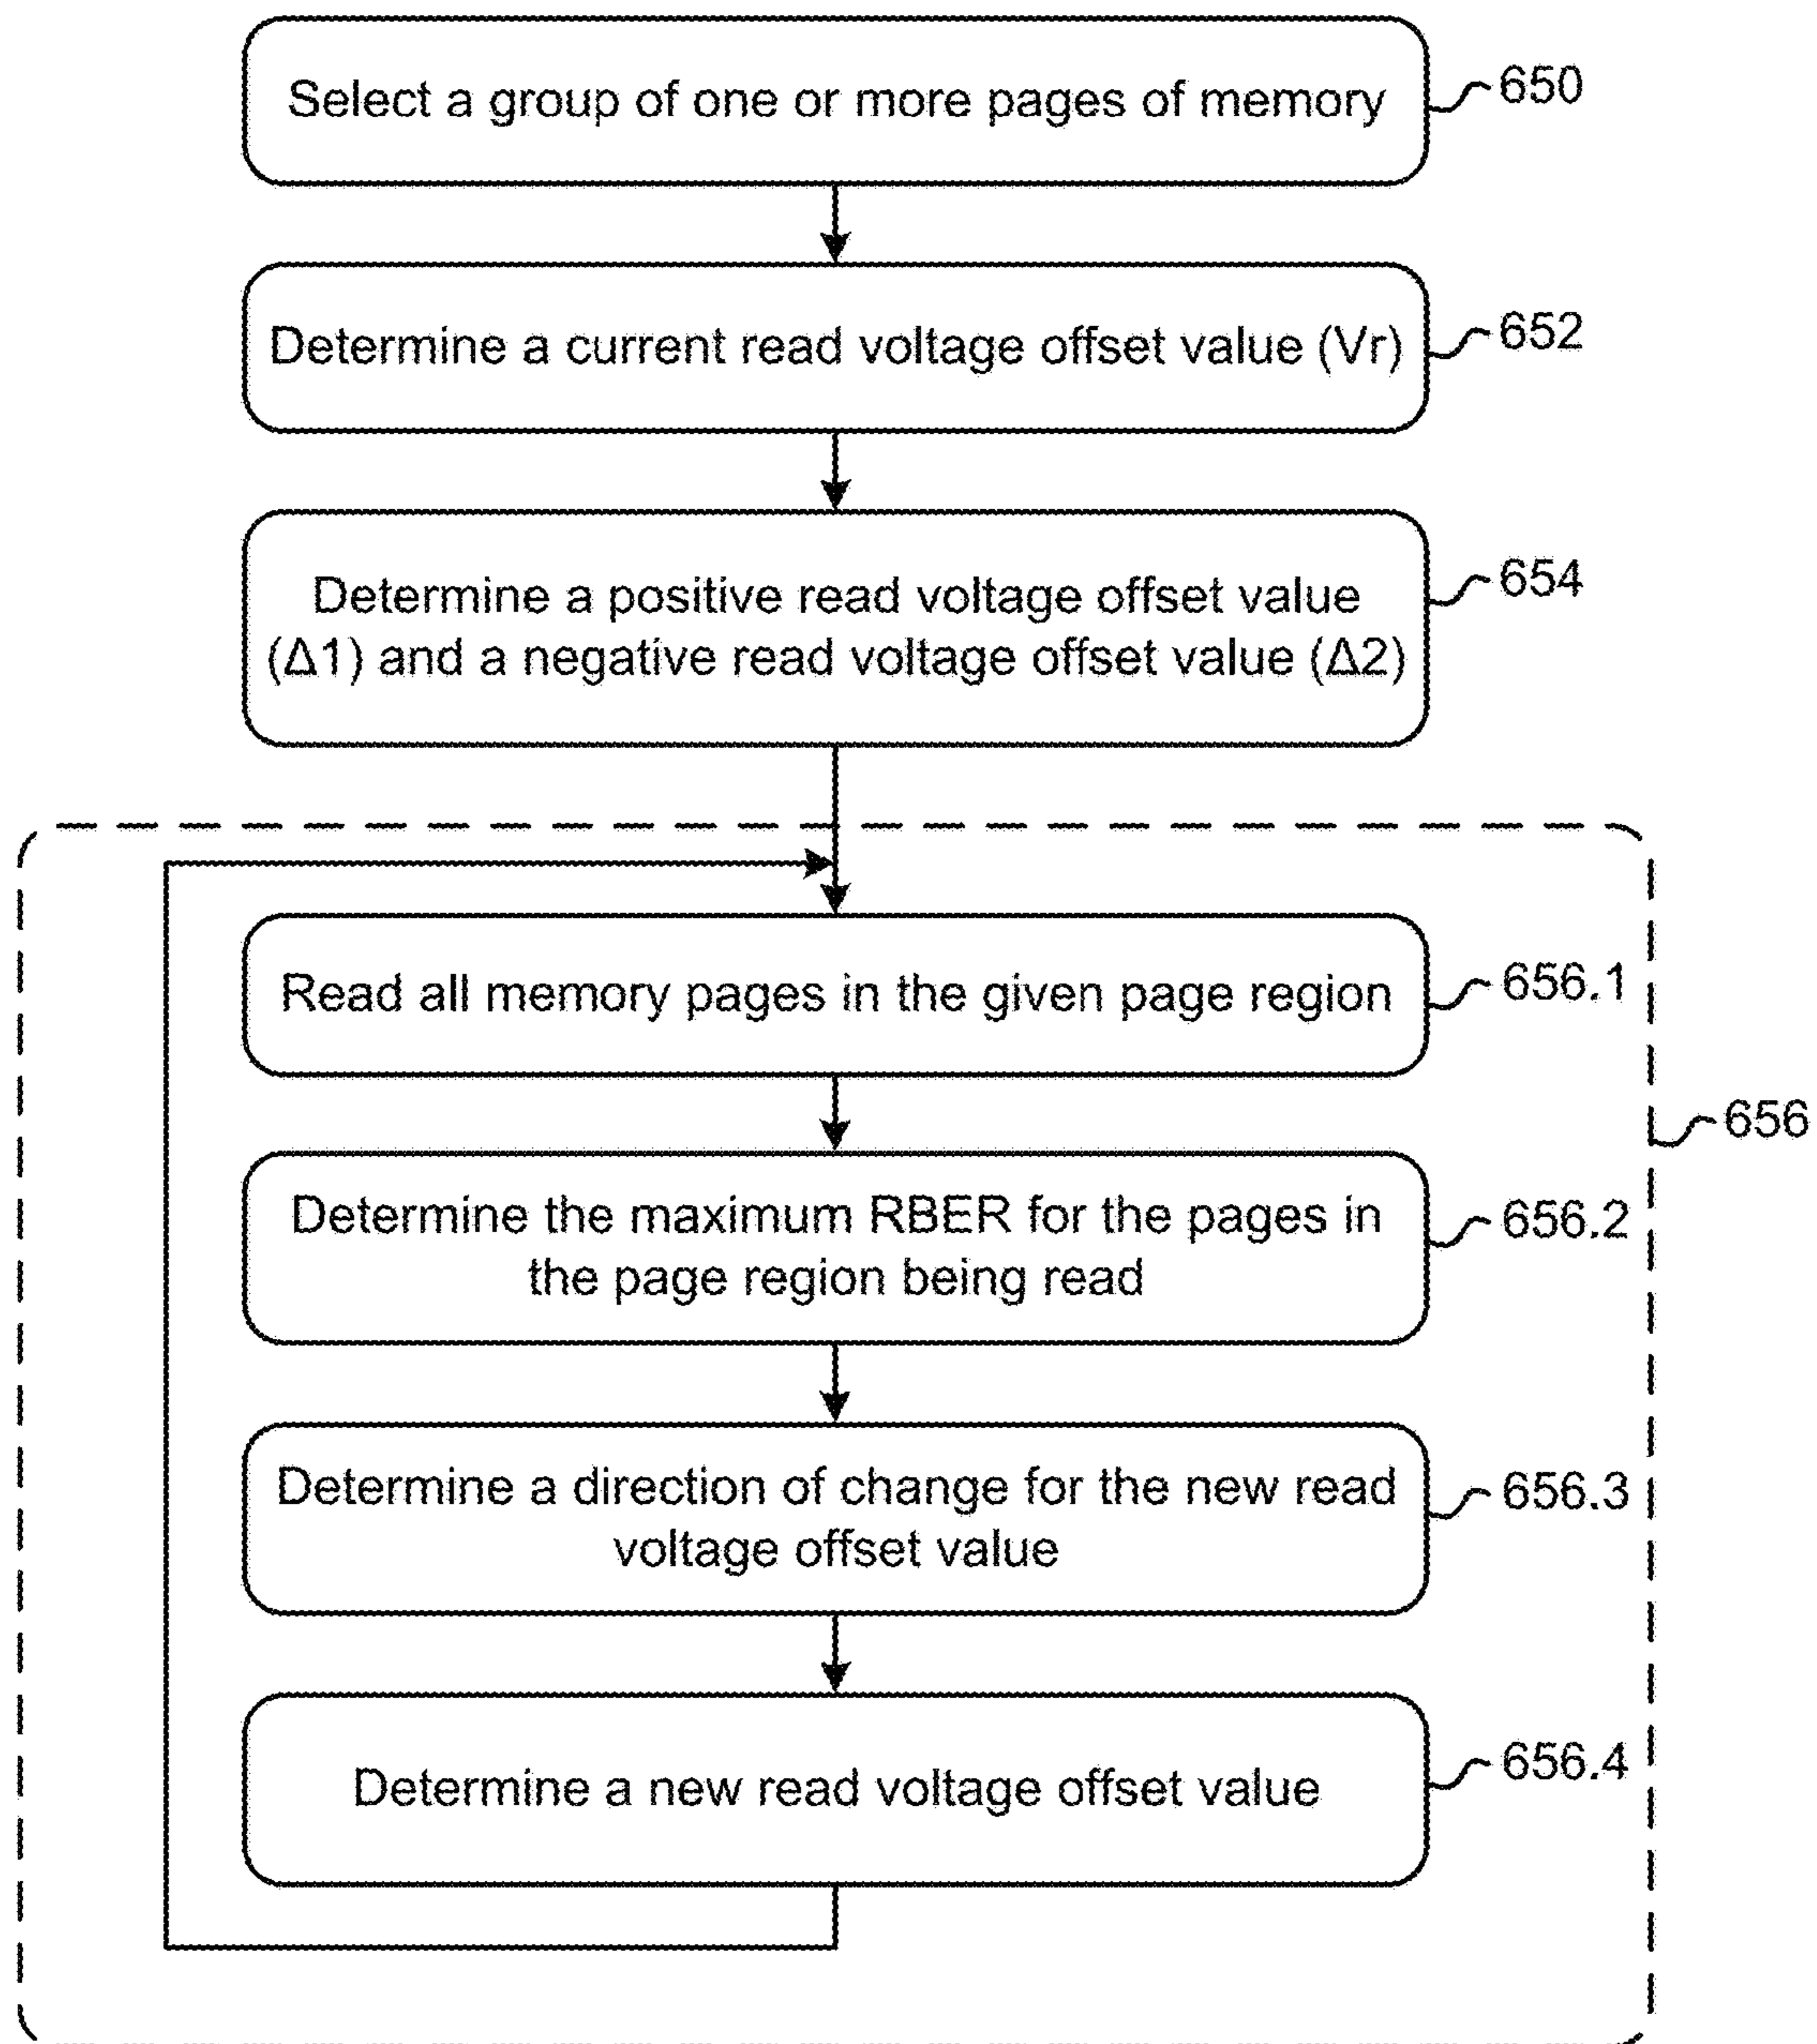 Select a group of one or more pages of memory
650
Determine a current read voltage offset value (Vr)
652
Determine a positive read voltage offset value
(Δ1) and a negative read voltage offset value (Δ2)
654
Read all memory pages in the given page region
656.1
656
Determine the maximum RBER for the pages in
the page region being read
656.2
Determine a direction of change for the new read
voltage offset value
656.3
Determine a new read voltage offset value
656.4